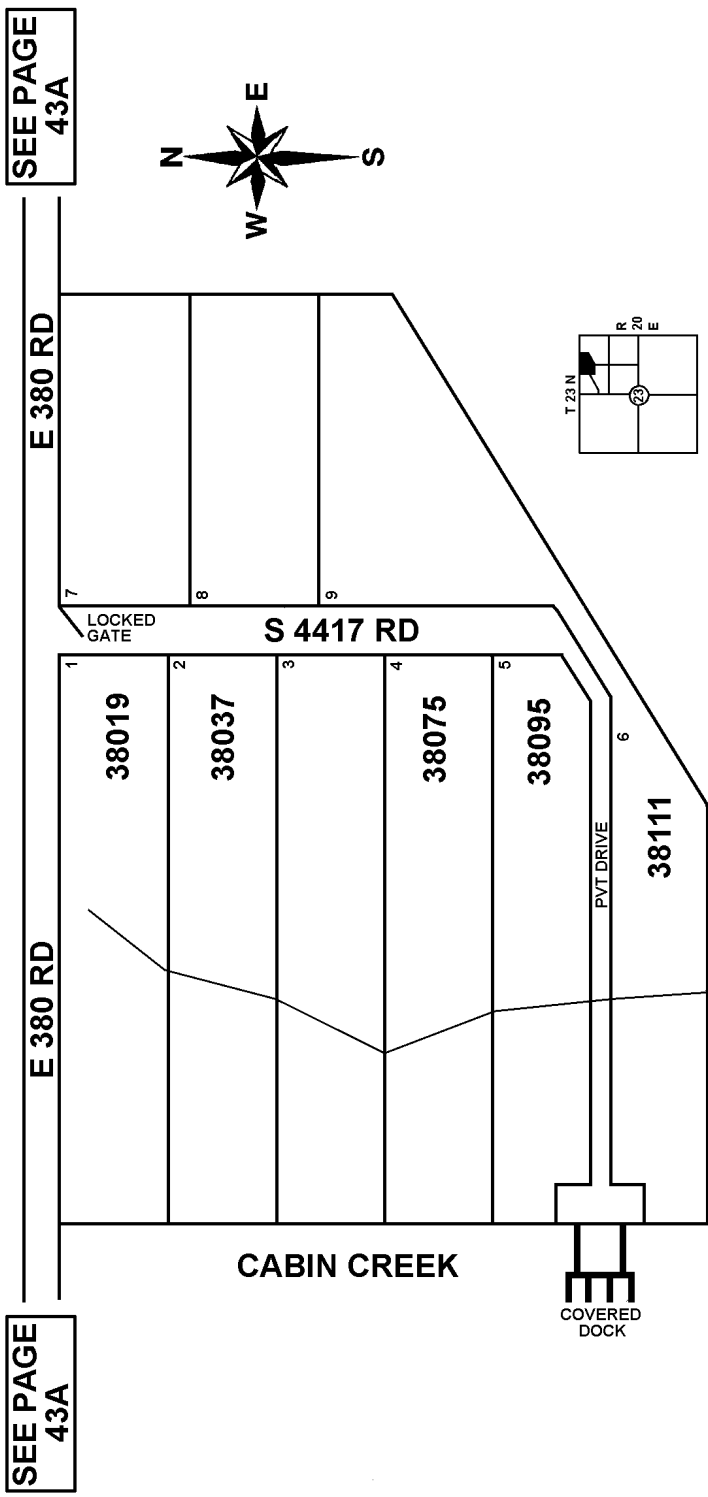 SEE PAGE
43A
N
E
S
W
E 380 RD
T 23 N
R
20
E
23
7
8
9
LOCKED
GATE
S 4417 RD
1
2
3
4
5
6
38019
38037
38075
38095
38111
PVT DRIVE
E 380 RD
CABIN CREEK
COVERED
DOCK
SEE PAGE
43A